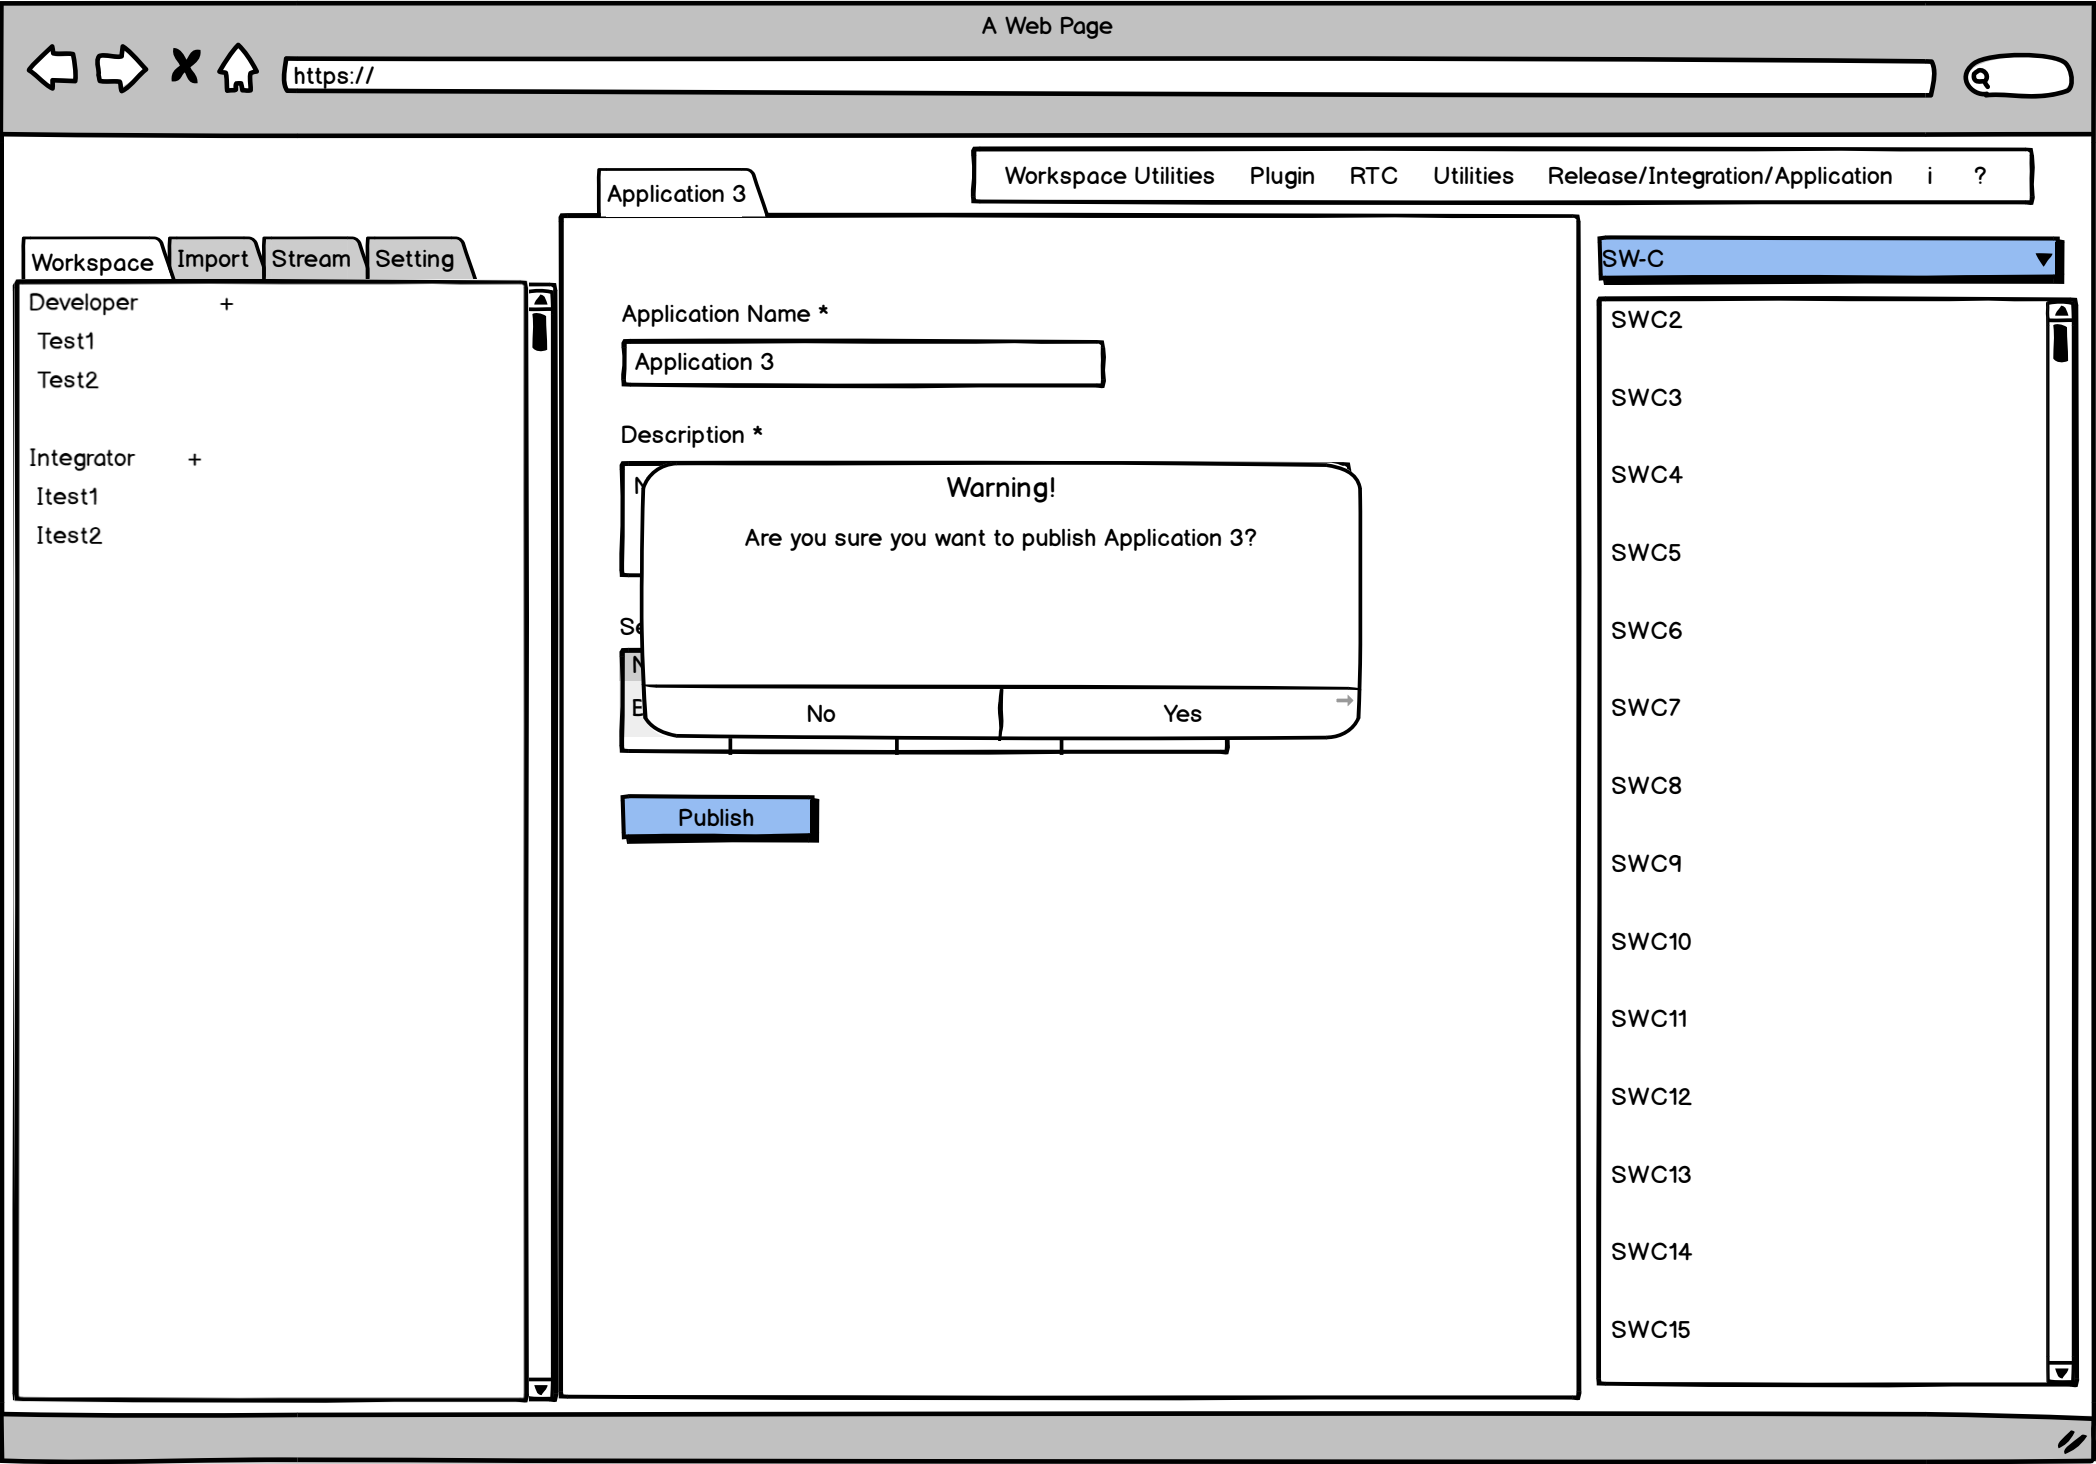 A Web Page
https://
Workspace Utilities Plugin RTC Utilities Release/Integration/Application i ?
Application 3
Workspace Import Stream Setting
Developer +
Test1
Test2
Integrator +
Itest1
Itest2
Application Name *
Application 3
Description *
Warning!
Are you sure you want to publish Application 3?
No Yes
Publish
SW-C
SWC2
SWC3
SWC4
SWC5
SWC6
SWC7
SWC8
SWC9
SWC10
SWC11
SWC12
SWC13
SWC14
SWC15